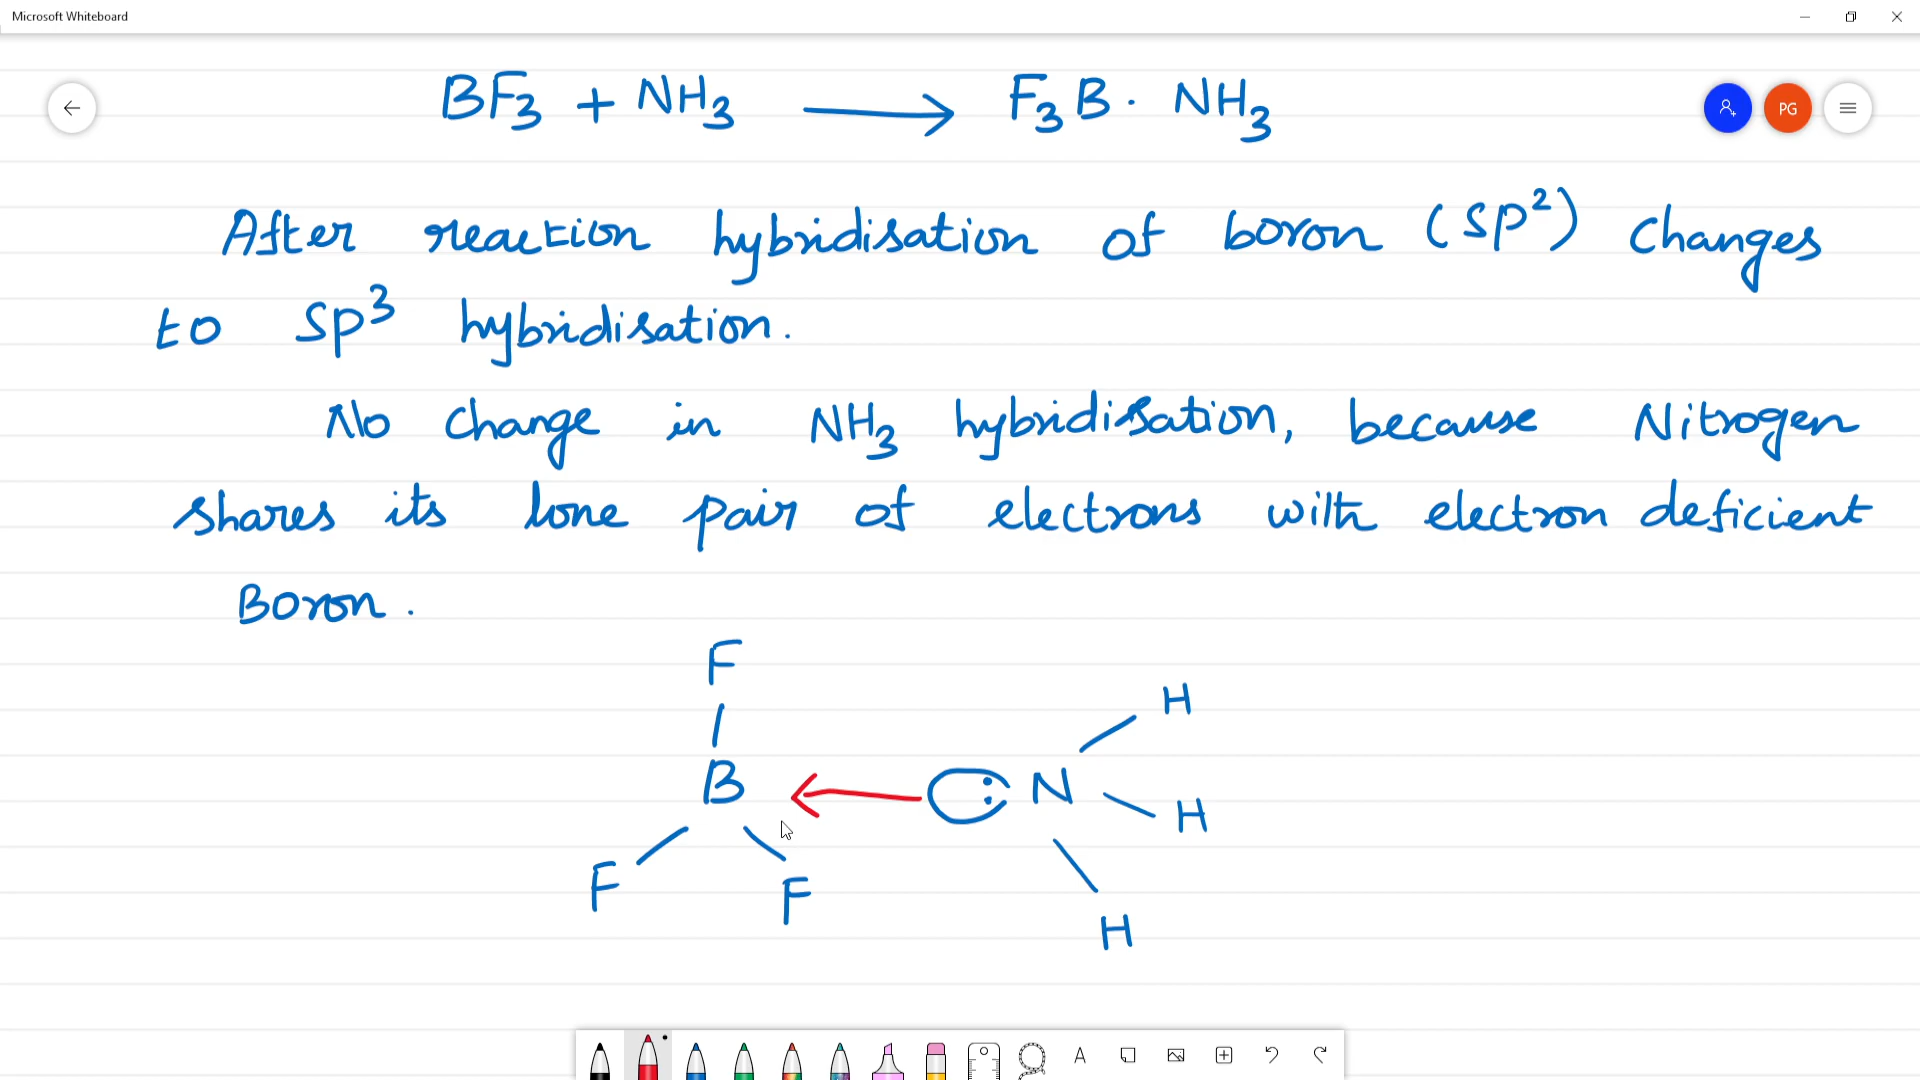 Microsoft Whiteboard
BF₃ + NH₃ ⟶ F₃B · NH₃
PG
After reaction hybridisation of boron (sp²) changes
to sp³ hybridisation.
No change in NH₃ hybridisation, because Nitrogen
shares its lone pair of electrons with electron deficient
Boron.
F
H
B ← : N
H
F
F
H
A